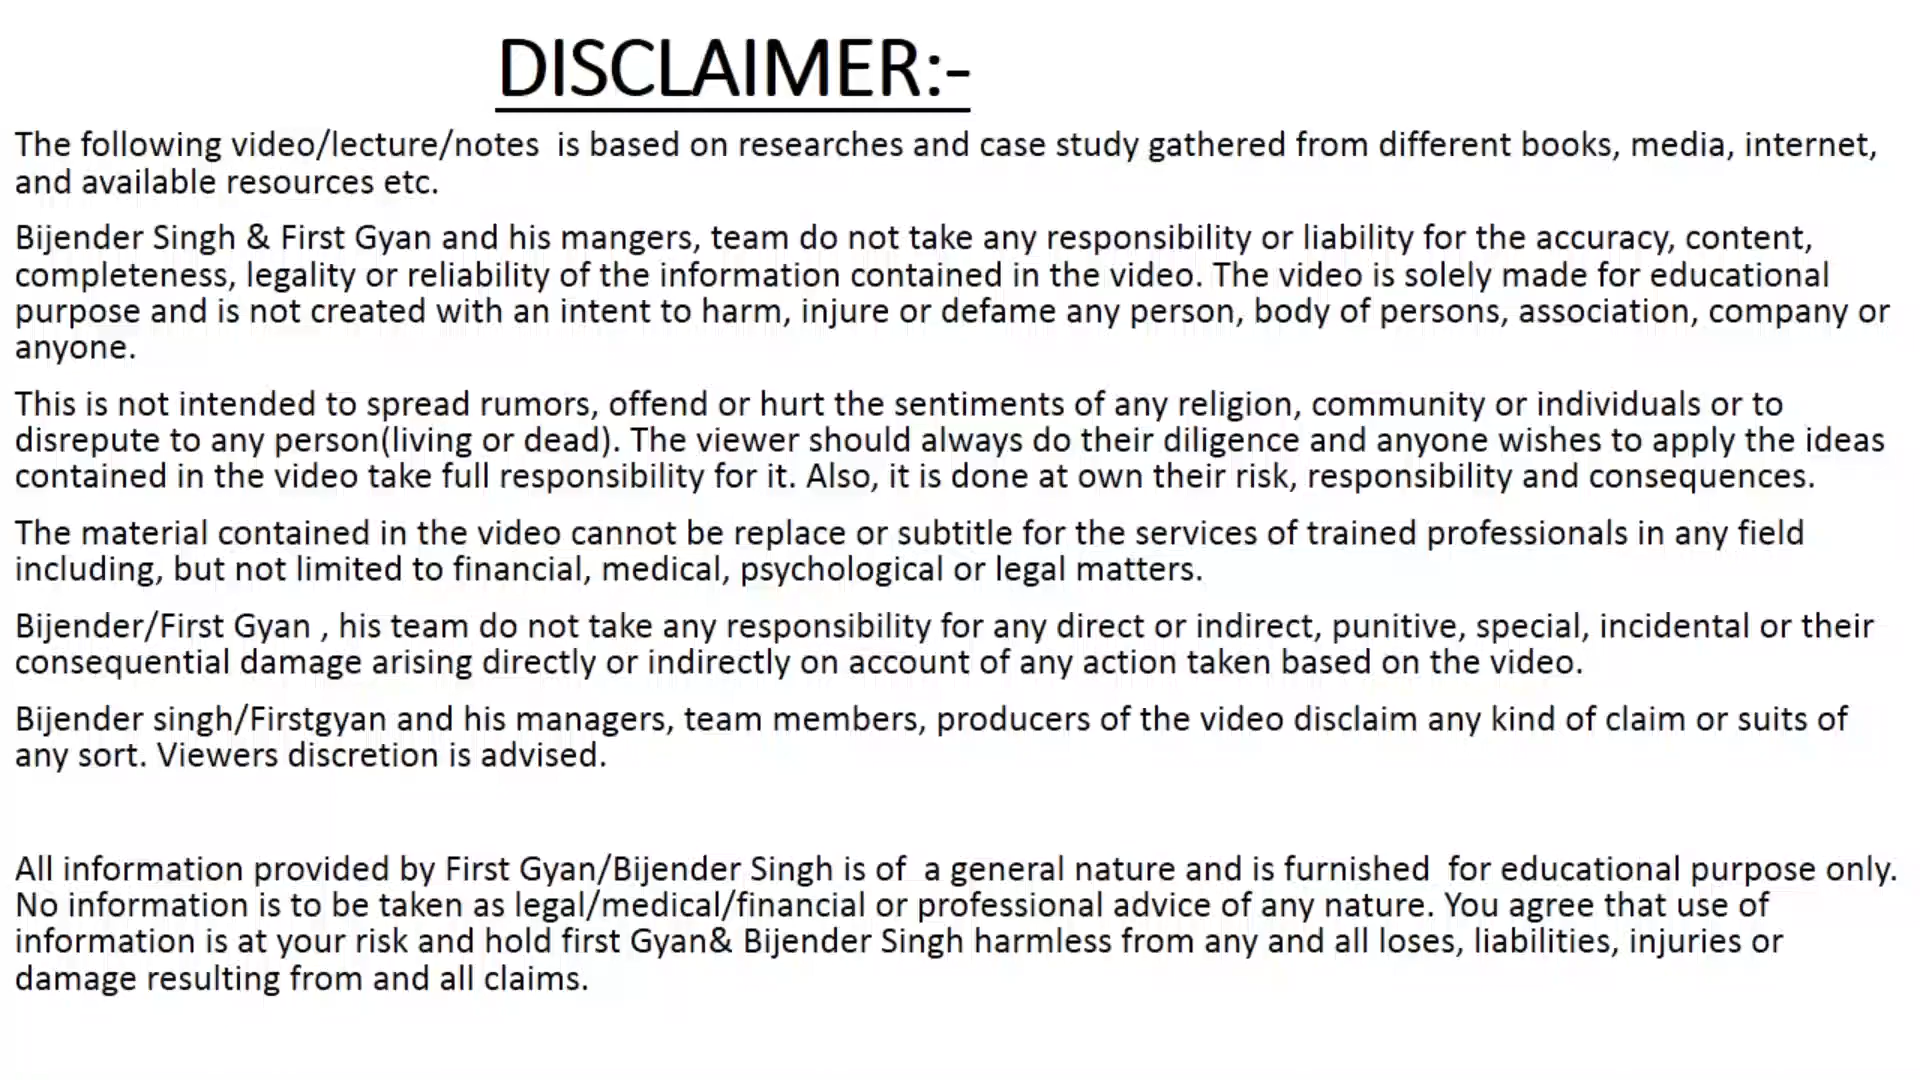 DISCLAIMER:-
The following video/lecture/notes is based on researches and case study gathered from different books, media, internet,
and available resources etc.
Bijender Singh & First Gyan and his mangers, team do not take any responsibility or liability for the accuracy, content,
completeness, legality or reliability of the information contained in the video. The video is solely made for educational
purpose and is not created with an intent to harm, injure or defame any person, body of persons, association, company or
anyone.
This is not intended to spread rumors, offend or hurt the sentiments of any religion, community or individuals or to
disrepute to any person(living or dead). The viewer should always do their diligence and anyone wishes to apply the ideas
contained in the video take full responsibility for it. Also, it is done at own their risk, responsibility and consequences.
The material contained in the video cannot be replace or subtitle for the services of trained professionals in any field
including, but not limited to financial, medical, psychological or legal matters.
Bijender/First Gyan , his team do not take any responsibility for any direct or indirect, punitive, special, incidental or their
consequential damage arising directly or indirectly on account of any action taken based on the video.
Bijender singh/Firstgyan and his managers, team members, producers of the video disclaim any kind of claim or suits of
any sort. Viewers discretion is advised.
All information provided by First Gyan/Bijender Singh is of a general nature and is furnished for educational purpose only.
No information is to be taken as legal/medical/financial or professional advice of any nature. You agree that use of
information is at your risk and hold first Gyan& Bijender Singh harmless from any and all loses, liabilities, injuries or
damage resulting from and all claims.